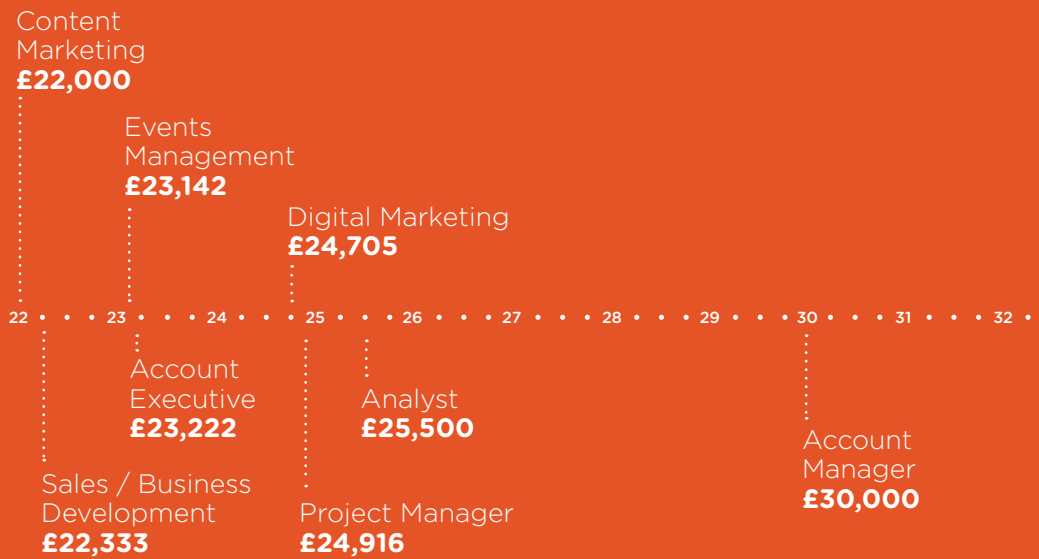 Content
Marketing
£22,000
Events
Management
£23,142
Digital Marketing
£24,705
22 23 24 25 26 27 28 29 30 31 32
Account
Executive
£23,222
Analyst
£25,500
Account
Manager
£30,000
Sales / Business
Development
£22,333
Project Manager
£24,916